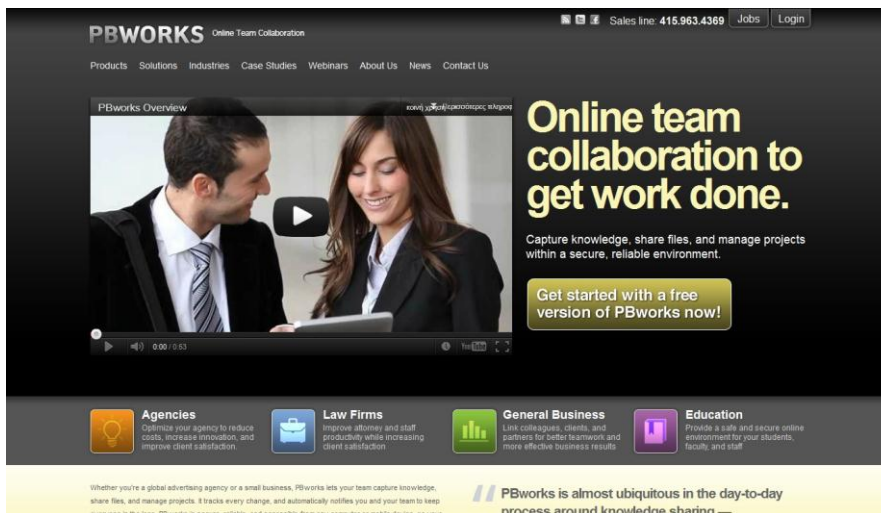 PBWORKS Online Team Collaboration
Sales line: 415.963.4369 Jobs Login
Products Solutions Industries Case Studies Webinars About Us News Contact Us
PBworks Overview
κοινή χρήση
περισσότερες πληροφ
0:00 / 0:53
YouTube
Online team
collaboration to
get work done.
Capture knowledge, share files, and manage projects
within a secure, reliable environment.
Get started with a free
version of PBworks now!
Agencies
Optimize your agency to reduce
costs, increase innovation, and
improve client satisfaction.
Law Firms
Improve attorney and staff
productivity while increasing
client satisfaction
General Business
Link colleagues, clients, and
partners for better teamwork and
more effective business results
Education
Provide a safe and secure online
environment for your students,
faculty, and staff
Whether you're a global advertising agency or a small business, PBworks lets your team capture knowledge,
share files, and manage projects. It tracks every change, and automatically notifies you and your team to keep
PBworks is almost ubiquitous in the day-to-day
process around knowledge sharing —